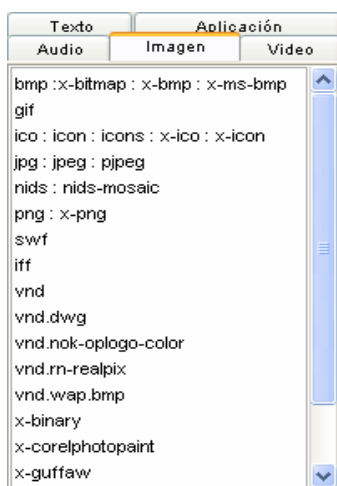 Texto Aplicación
Audio Imagen Video
bmp :x-bitmap : x-bmp : x-ms-bmp
gif
ico : icon : icons : x-ico : x-icon
jpg : jpeg : pjpeg
nids : nids-mosaic
png : x-png
swf
iff
vnd
vnd.dwg
vnd.nok-oplogo-color
vnd.rn-realpix
vnd.wap.bmp
x-binary
x-corelphotopaint
x-guffaw